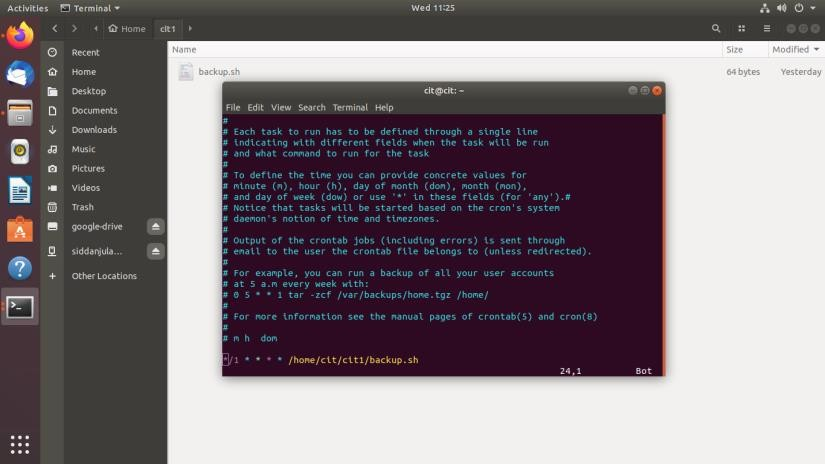 Activities Terminal Wed 11:25
Home cit1
Name Size Modified
Recent
Home
Desktop
Documents
Downloads
Music
Pictures
Videos
Trash
google-drive
siddanjula...
Other Locations
backup.sh 64 bytes Yesterday
cit@cit: ~
File Edit View Search Terminal Help
#
# Each task to run has to be defined through a single line
# indicating with different fields when the task will be run
# and what command to run for the task
#
# To define the time you can provide concrete values for
# minute (m), hour (h), day of month (dom), month (mon),
# and day of week (dow) or use '*' in these fields (for 'any').#
# Notice that tasks will be started based on the cron's system
# daemon's notion of time and timezones.
#
# Output of the crontab jobs (including errors) is sent through
# email to the user the crontab file belongs to (unless redirected).
#
# For example, you can run a backup of all your user accounts
# at 5 a.m every week with:
# 0 5 * * 1 tar -zcf /var/backups/home.tgz /home/
#
# For more information see the manual pages of crontab(5) and cron(8)
#
# m h  dom
*/1 * * * * /home/cit/cit1/backup.sh
24,1 Bot